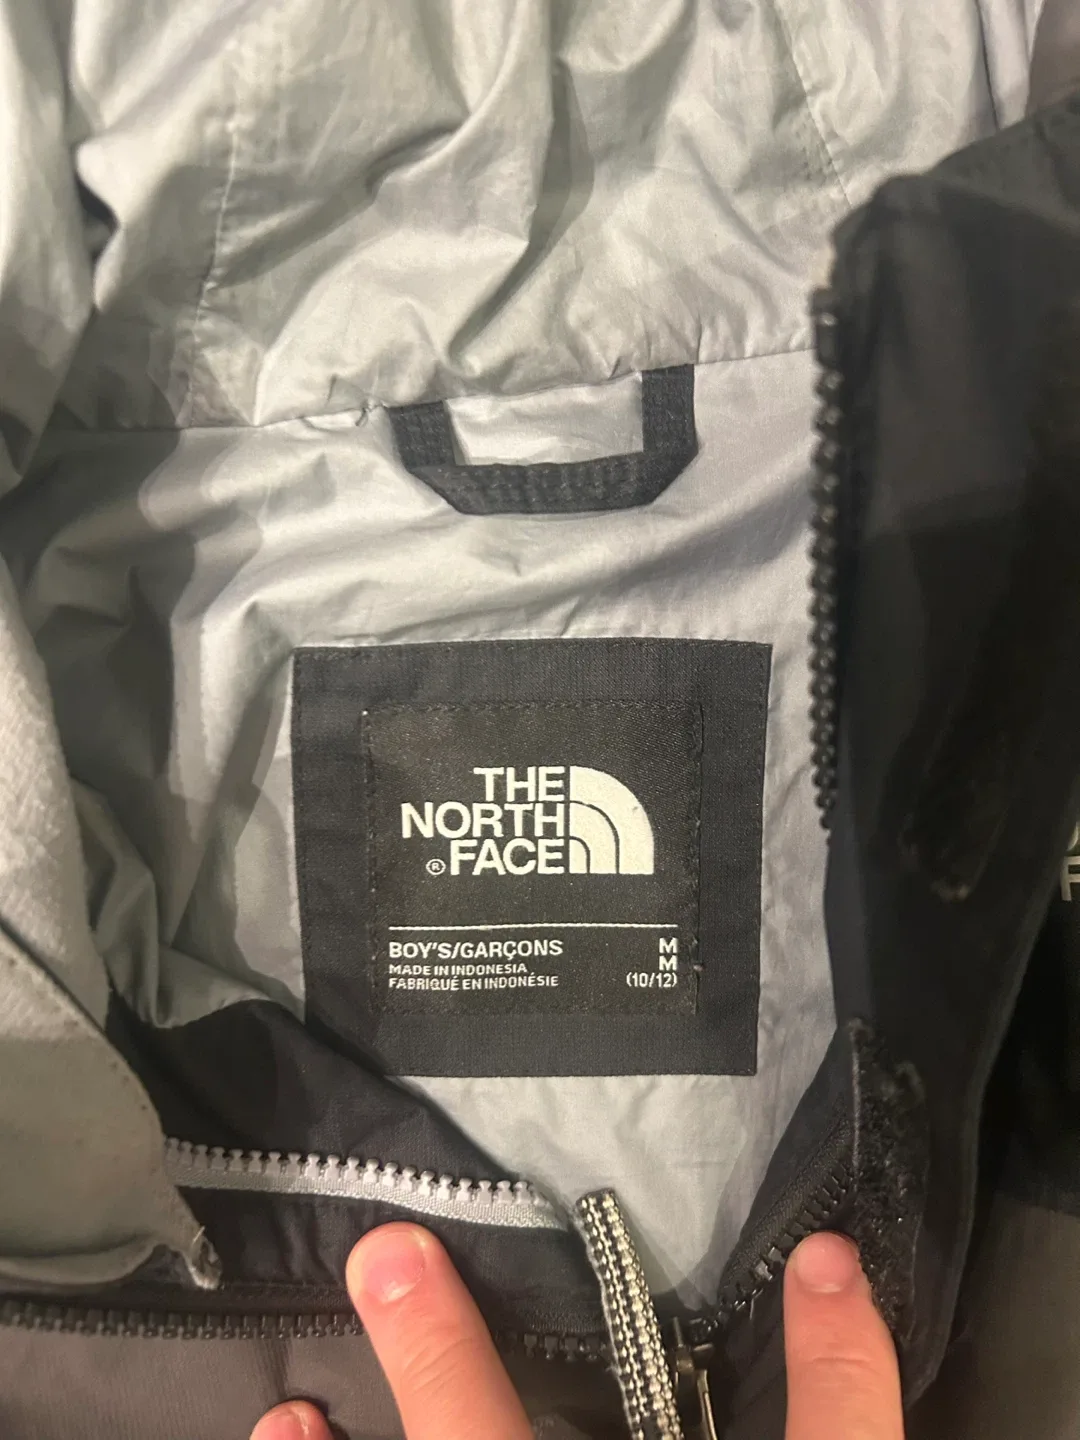 THE
NORTH
® FACE
BOY'S/GARÇONS M
M
MADE IN INDONESIA
FABRIQUÉ EN INDONÉSIE (10/12)